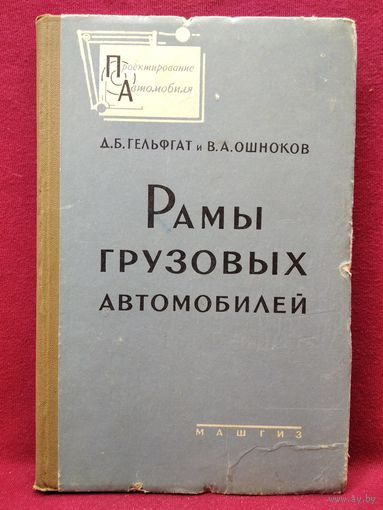 Проектирование
Автомобиля
Д.Б.ГЕЛЬФГАТ и В.А.ОШНОКОВ
РАМЫ
ГРУЗОВЫХ
АВТОМОБИЛЕЙ
МАШГИЗ
ay.by